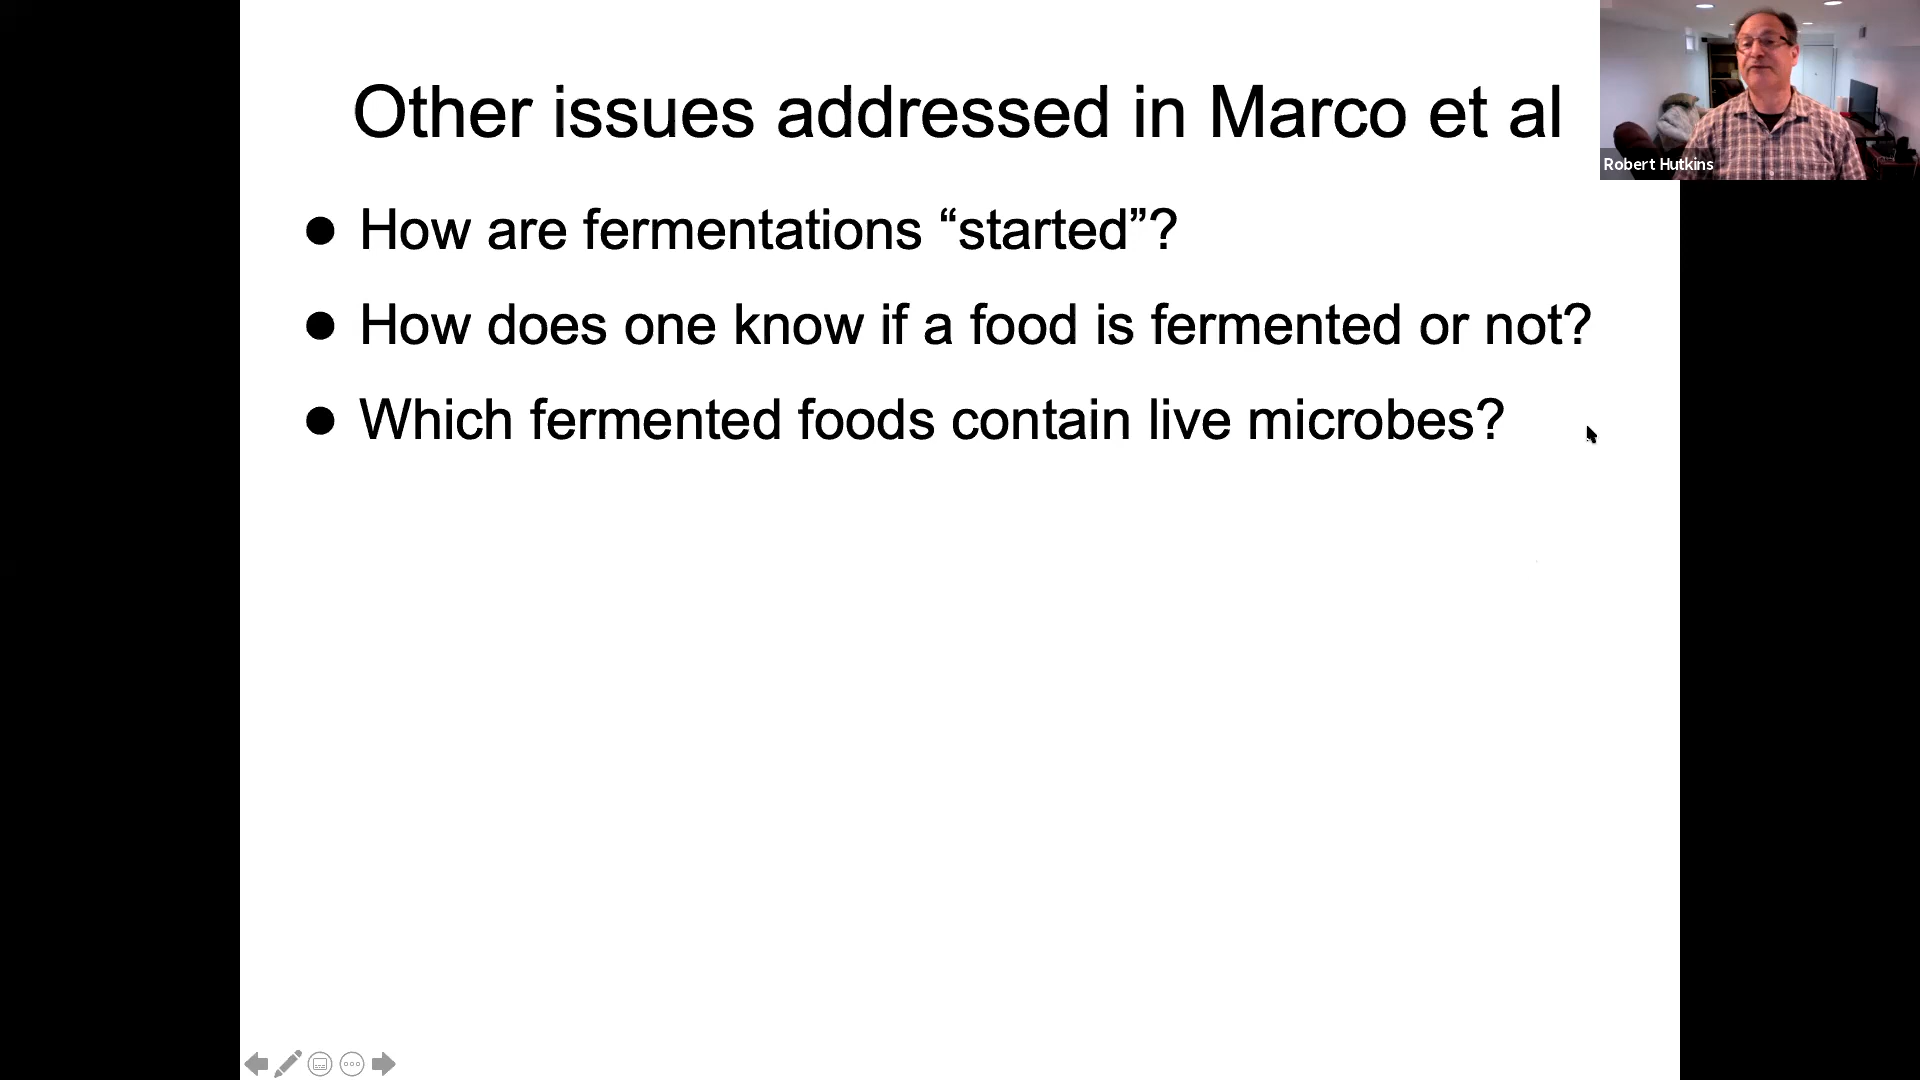 Other issues addressed in Marco et al
Robert Hutkins
● How are fermentations “started”?
● How does one know if a food is fermented or not?
● Which fermented foods contain live microbes?